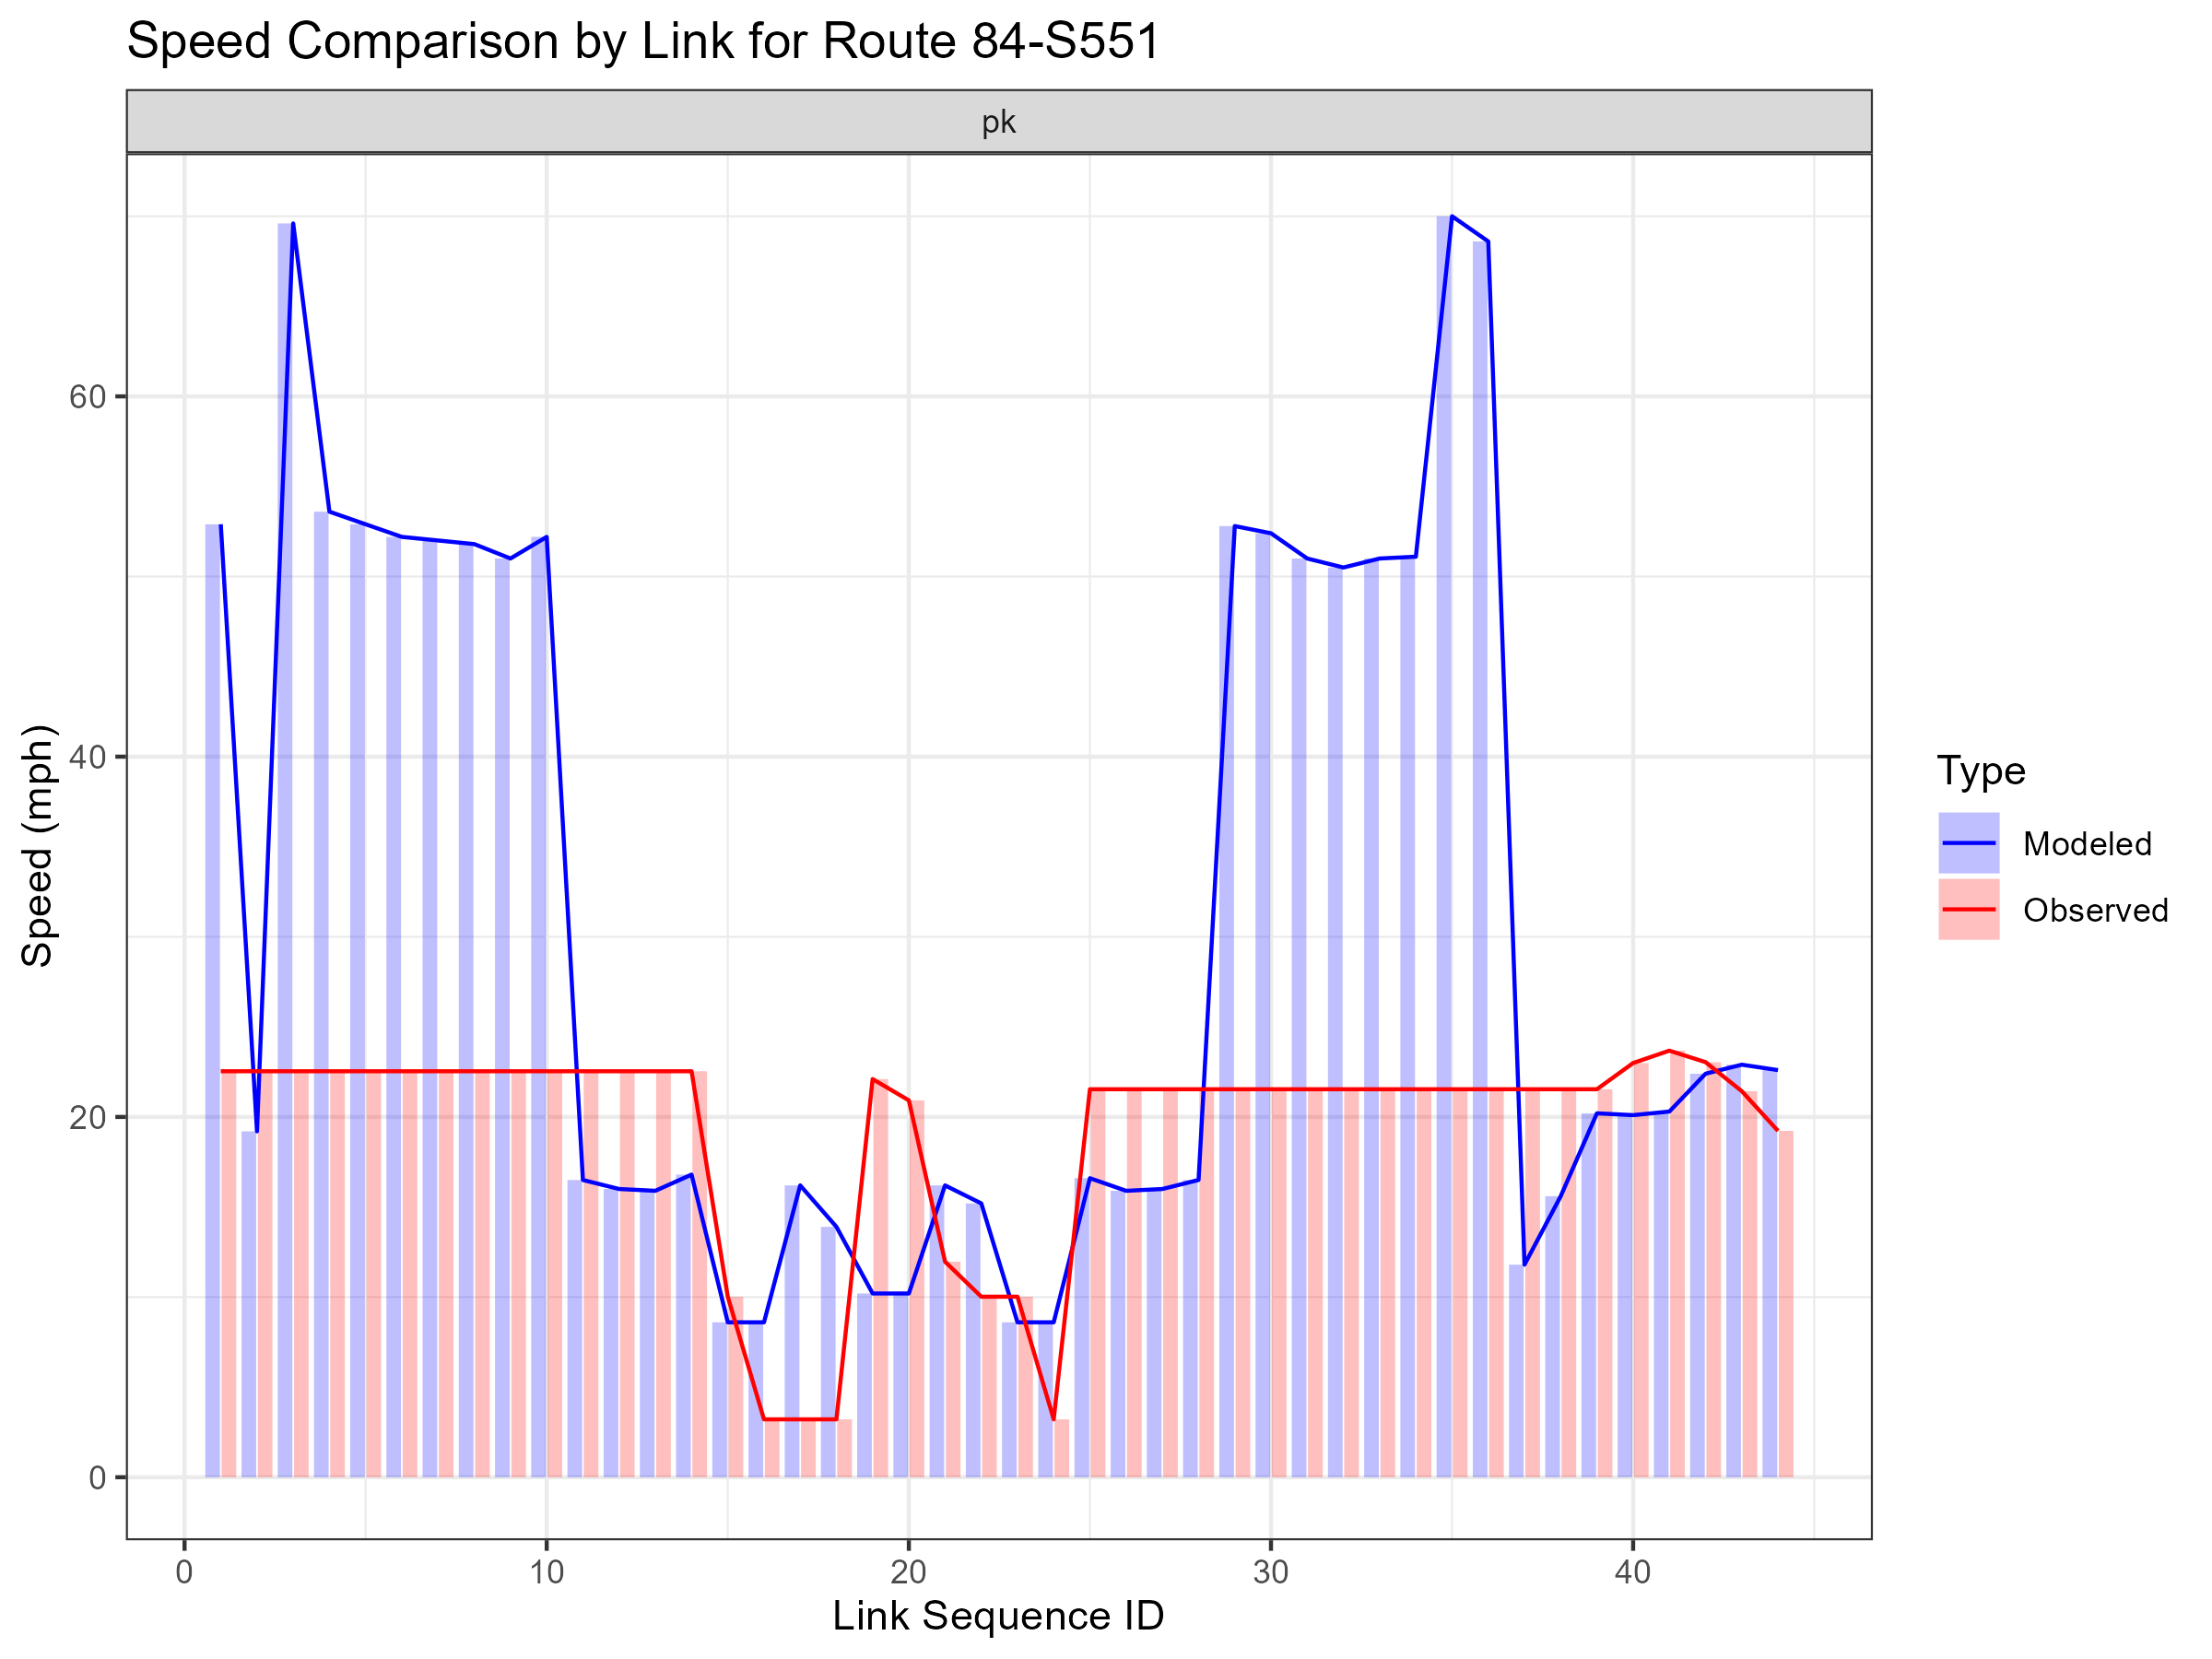 Speed Comparison by Link for Route 84-S551
pk
60
40
20
0
Speed (mph)
0 10 20 30 40
Link Sequence ID
Type
Modeled
Observed